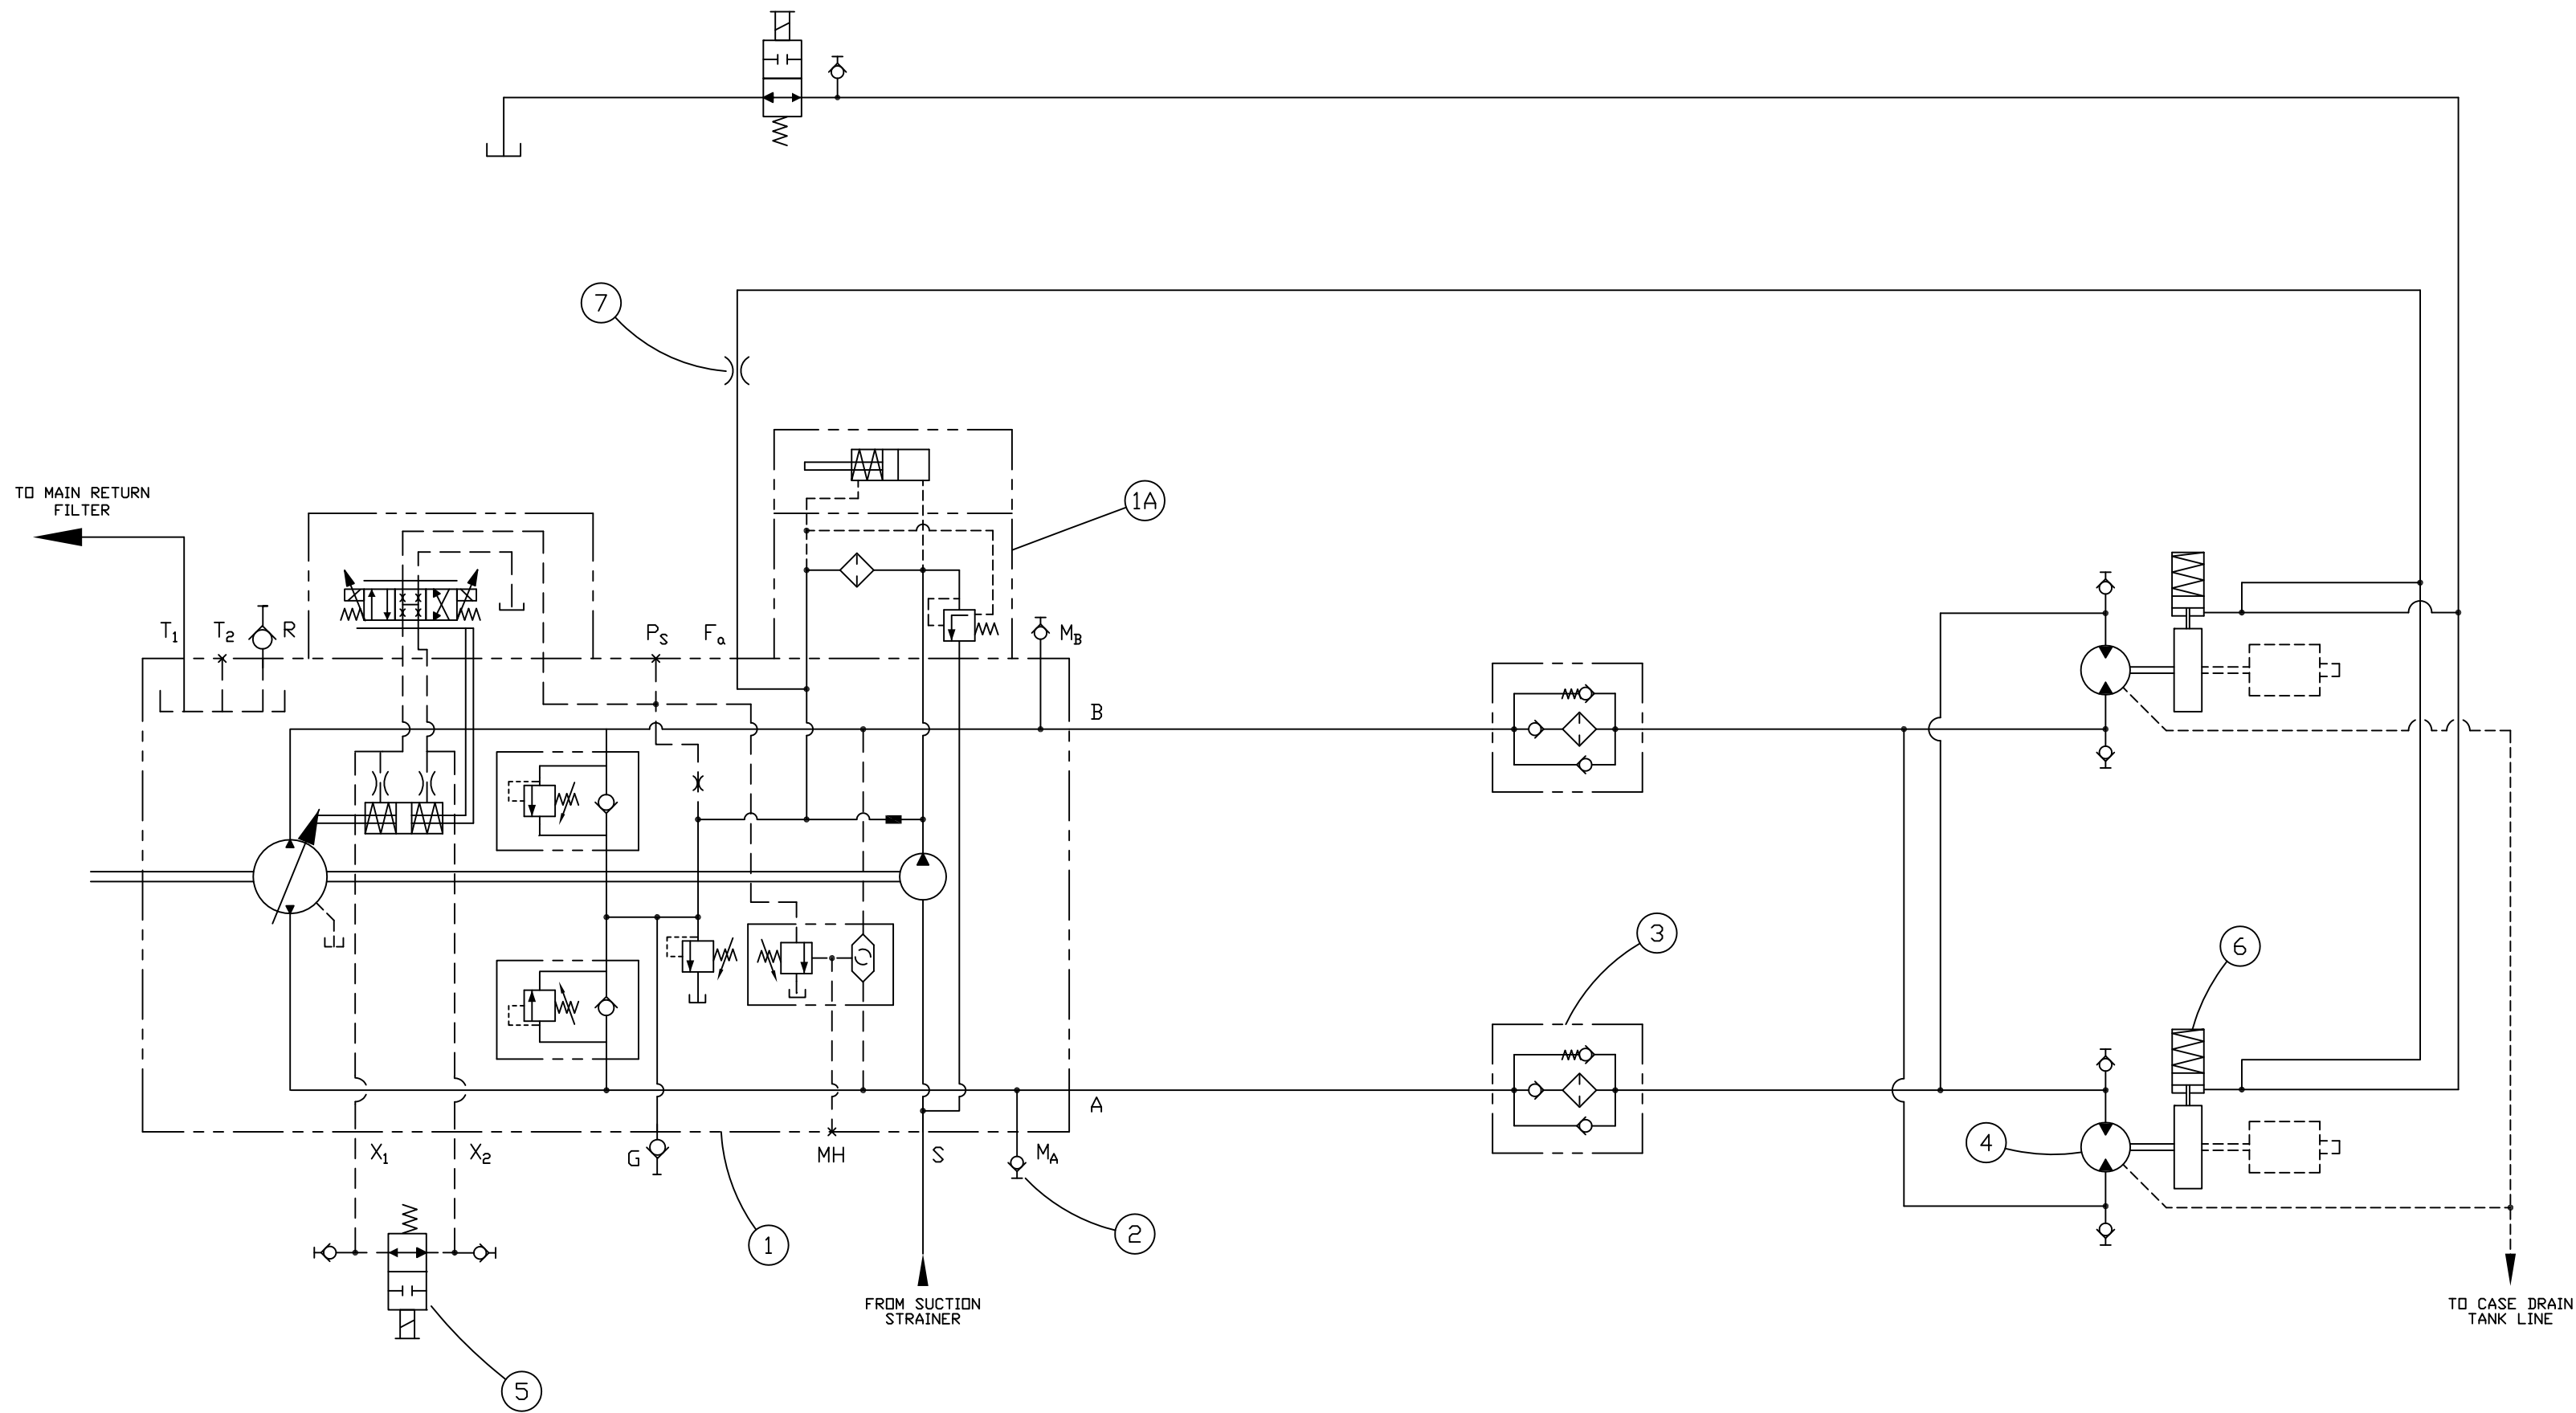 7
1A
TO MAIN RETURN
FILTER
T1
T2
R
PS
Fa
MB
B
3
6
A
4
X1
X2
G
MH
S
MA
1
2
FROM SUCTION
STRAINER
TO CASE DRAIN
TANK LINE
5